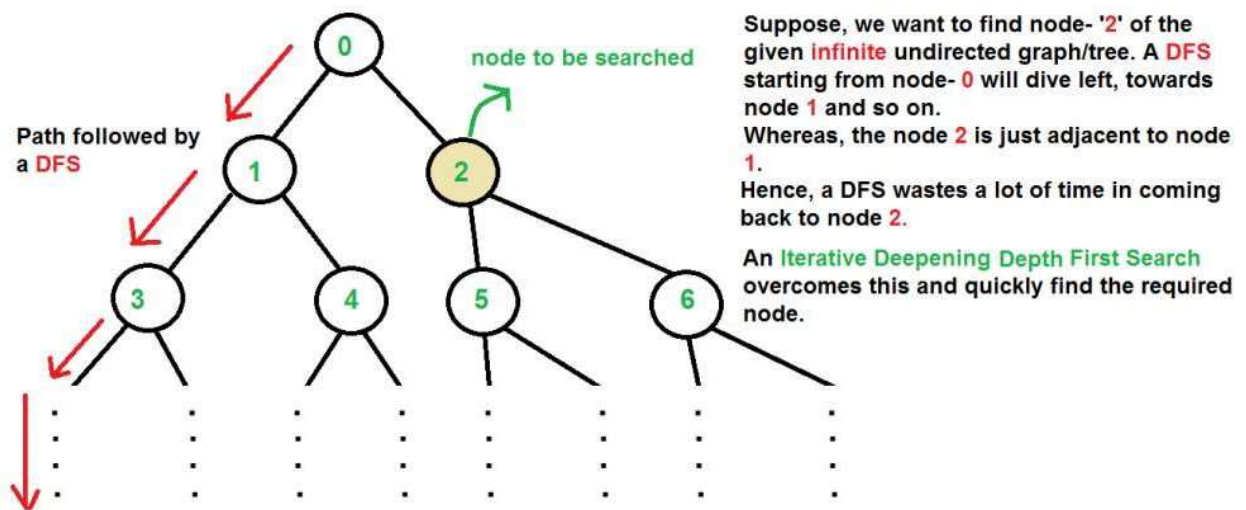 Suppose, we want to find node- '2' of the
given infinite undirected graph/tree. A DFS
starting from node- 0 will dive left, towards
node 1 and so on.
Whereas, the node 2 is just adjacent to node
1.
Hence, a DFS wastes a lot of time in coming
back to node 2.
An Iterative Deepening Depth First Search
overcomes this and quickly find the required
node.
node to be searched
Path followed by
a DFS
0
1
2
3
4
5
6